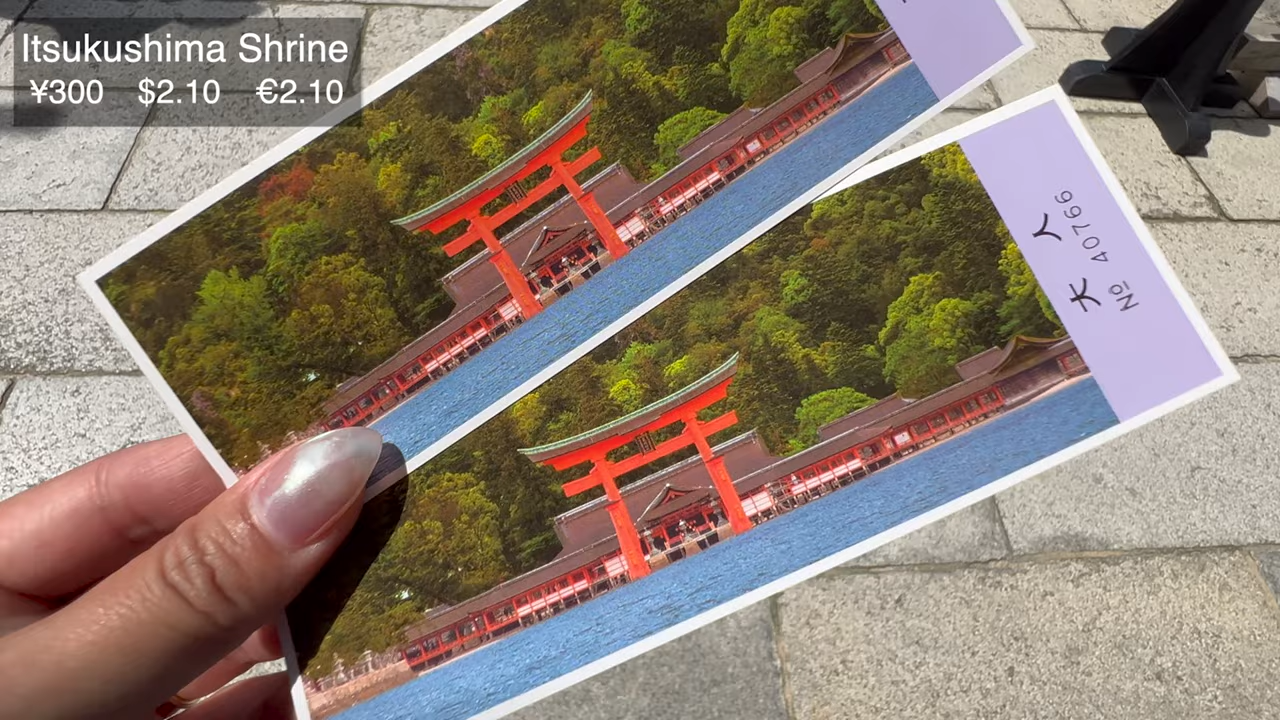 Itsukushima Shrine
¥300 $2.10 €2.10
大人
№ 40766